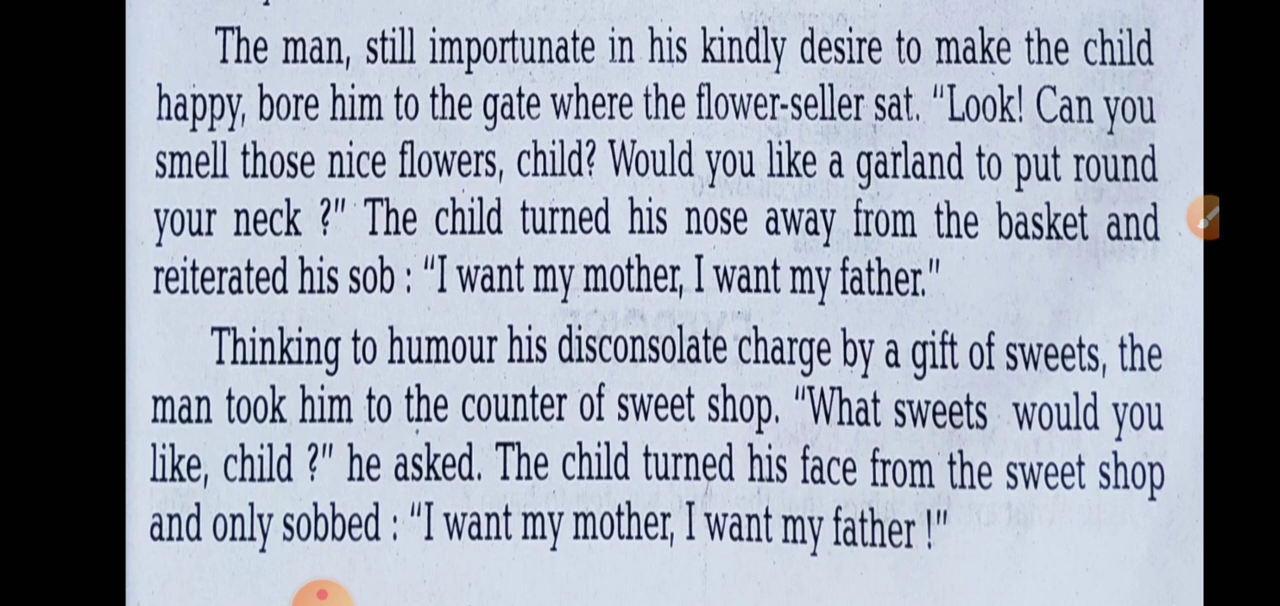 The man, still importunate in his kindly desire to make the child
happy, bore him to the gate where the flower-seller sat. "Look! Can you
smell those nice flowers, child? Would you like a garland to put round
your neck ?" The child turned his nose away from the basket and
reiterated his sob : "I want my mother, I want my father."
Thinking to humour his disconsolate charge by a gift of sweets, the
man took him to the counter of sweet shop. "What sweets would you
like, child ?" he asked. The child turned his face from the sweet shop
and only sobbed : "I want my mother, I want my father !"